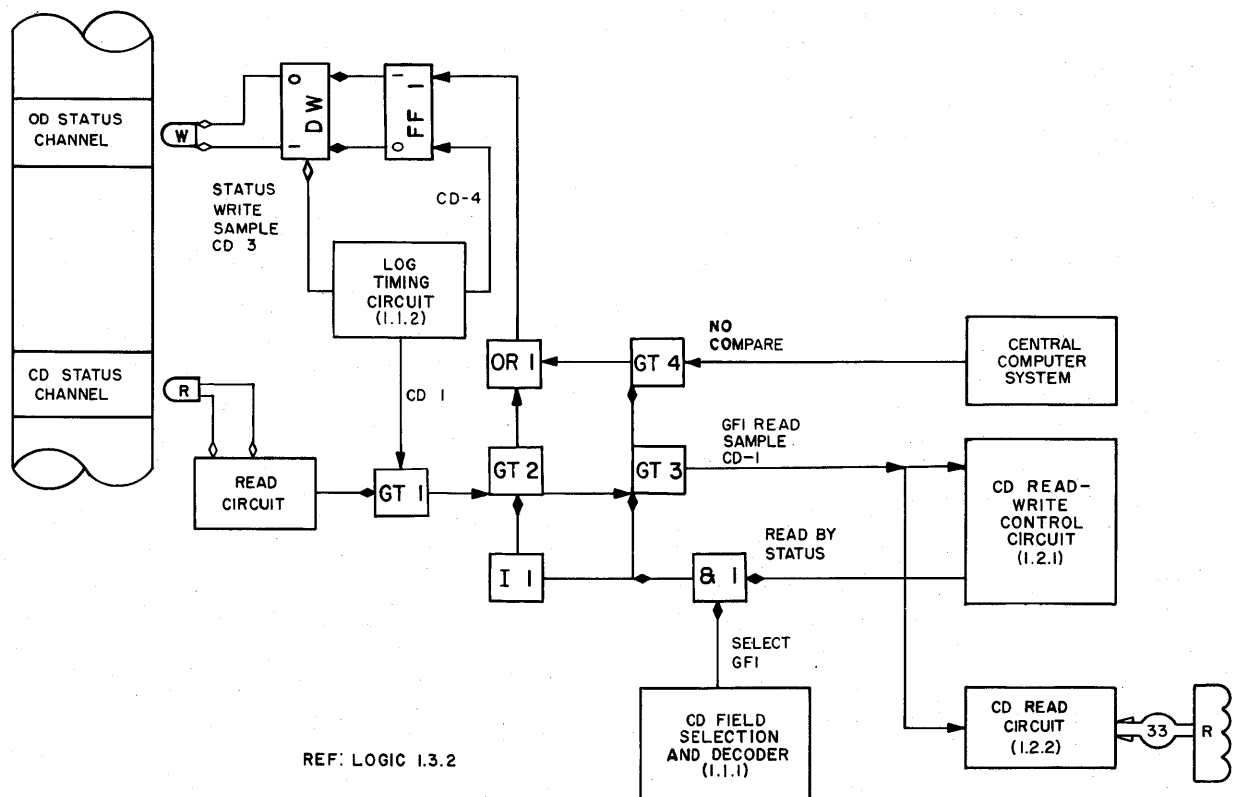 OD STATUS
CHANNEL
W
O
DW
I
I
FF 1
O
STATUS
WRITE
SAMPLE
CD 3
CD-4
LOG
TIMING
CIRCUIT
(1.1.2)
CD STATUS
CHANNEL
R
CD 1
OR 1
GT 4
NO
COMPARE
CENTRAL
COMPUTER
SYSTEM
READ
CIRCUIT
GT 1
GT 2
GT 3
GFI READ
SAMPLE
CD-1
CD READ-
WRITE
CONTROL
CIRCUIT
(1.2.1)
READ BY
STATUS
I 1
& 1
SELECT
GFI
CD FIELD
SELECTION
AND DECODER
(1.1.1)
CD READ
CIRCUIT
(1.2.2)
33
R
REF: LOGIC 1.3.2